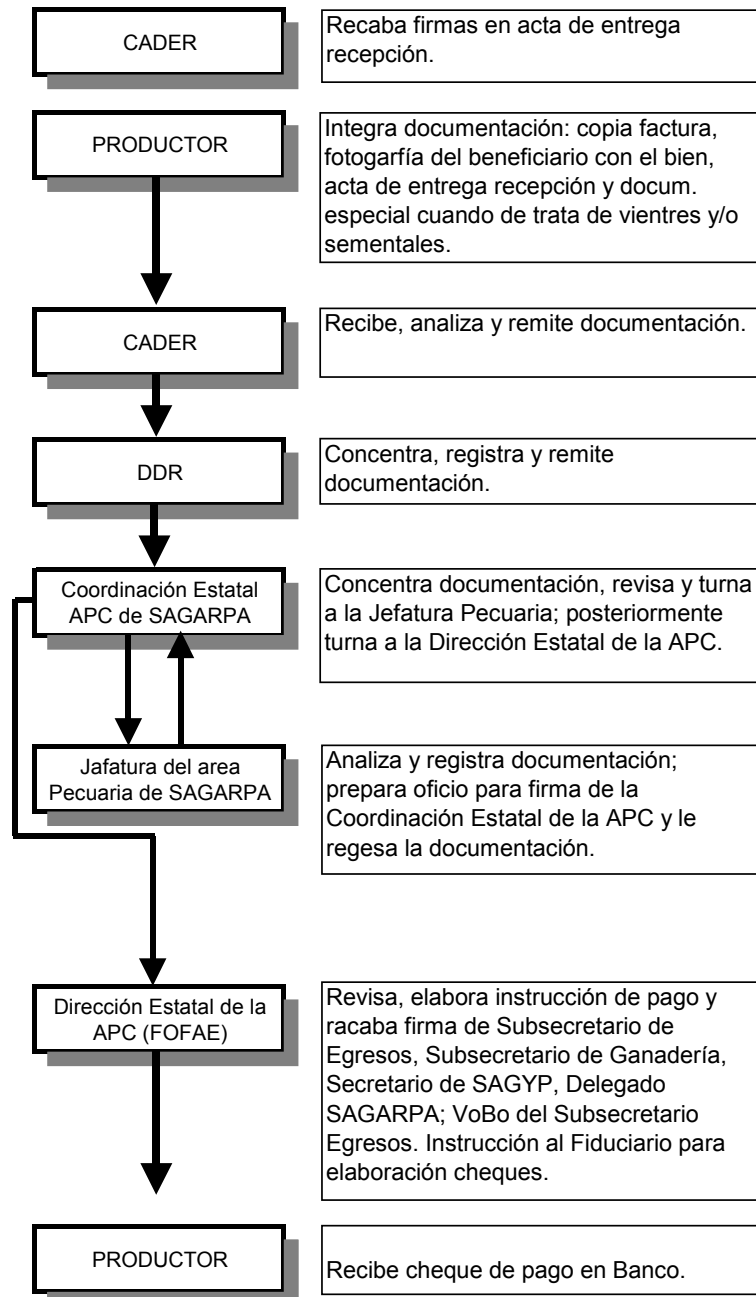 CADER
Recaba firmas en acta de entrega
recepción.
PRODUCTOR
Integra documentación: copia factura,
fotogarfía del beneficiario con el bien,
acta de entrega recepción y docum.
especial cuando de trata de vientres y/o
sementales.
CADER
Recibe, analiza y remite documentación.
DDR
Concentra, registra y remite
documentación.
Coordinación Estatal
APC de SAGARPA
Concentra documentación, revisa y turna
a la Jefatura Pecuaria; posteriormente
turna a la Dirección Estatal de la APC.
Jafatura del area
Pecuaria de SAGARPA
Analiza y registra documentación;
prepara oficio para firma de la
Coordinación Estatal de la APC y le
regesa la documentación.
Dirección Estatal de la
APC (FOFAE)
Revisa, elabora instrucción de pago y
racaba firma de Subsecretario de
Egresos, Subsecretario de Ganadería,
Secretario de SAGYP, Delegado
SAGARPA; VoBo del Subsecretario
Egresos. Instrucción al Fiduciario para
elaboración cheques.
PRODUCTOR
Recibe cheque de pago en Banco.